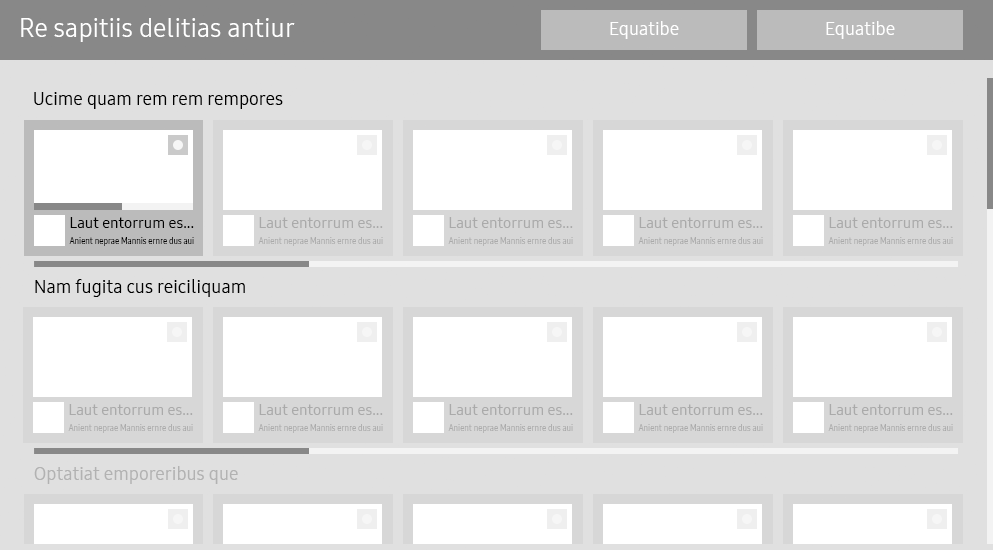 Re sapitiis delitias antiur
Equatibe
Equatibe
Ucime quam rem rem rempores
Laut entorrum es...
Anient neprae Mannis ernre dus aui
Laut entorrum es...
Anient neprae Mannis ernre dus aui
Laut entorrum es...
Anient neprae Mannis ernre dus aui
Laut entorrum es...
Anient neprae Mannis ernre dus aui
Laut entorrum es...
Anient neprae Mannis ernre dus aui
Nam fugita cus reiciliquam
Laut entorrum es...
Anient neprae Mannis ernre dus aui
Laut entorrum es...
Anient neprae Mannis ernre dus aui
Laut entorrum es...
Anient neprae Mannis ernre dus aui
Laut entorrum es...
Anient neprae Mannis ernre dus aui
Laut entorrum es...
Anient neprae Mannis ernre dus aui
Optatiat emporeribus que